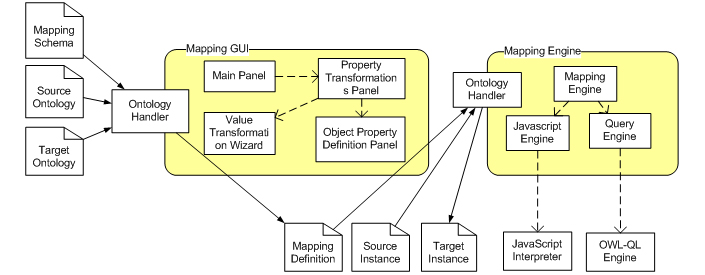 Mapping
Schema
Source
Ontology
Target
Ontology
Ontology
Handler
Mapping GUI
Main Panel
Property
Transformation
s Panel
Value
Transformati
on Wizard
Object Property
Definition Panel
Mapping Engine
Ontology
Handler
Mapping
Engine
Javascript
Engine
Query
Engine
Mapping
Definition
Source
Instance
Target
Instance
JavaScript
Interpreter
OWL-QL
Engine